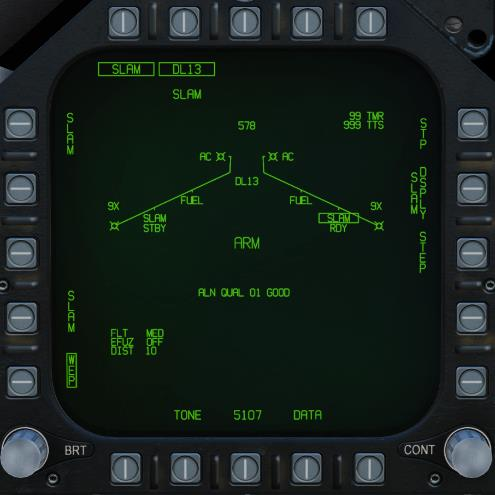 SLAM DL13
SLAM
578
99 TMR
999 TTS
SLAM
STP
AC
AC
DL13
DSPLY
SLAM
FUEL
FUEL
9X
9X
SLAM
STBY
SLAM
RDY
ARM
STEP
ALN QUAL 01 GOOD
SLAM
FLT MED
EFUZ OFF
DIST 10
WEP
TONE 5107 DATA
BRT
CONT